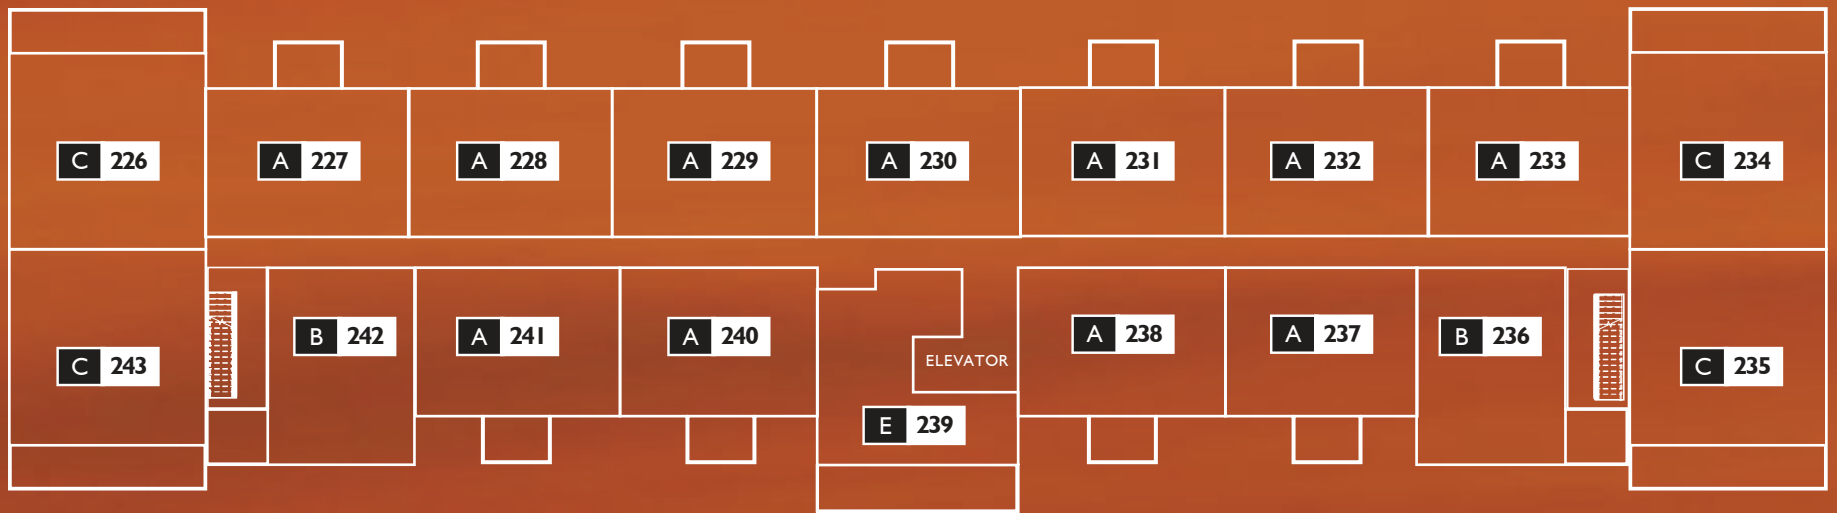 C 226
A 227
A 228
A 229
A 230
A 231
A 232
A 233
C 234
C 243
B 242
A 241
A 240
ELEVATOR
E 239
A 238
A 237
B 236
C 235